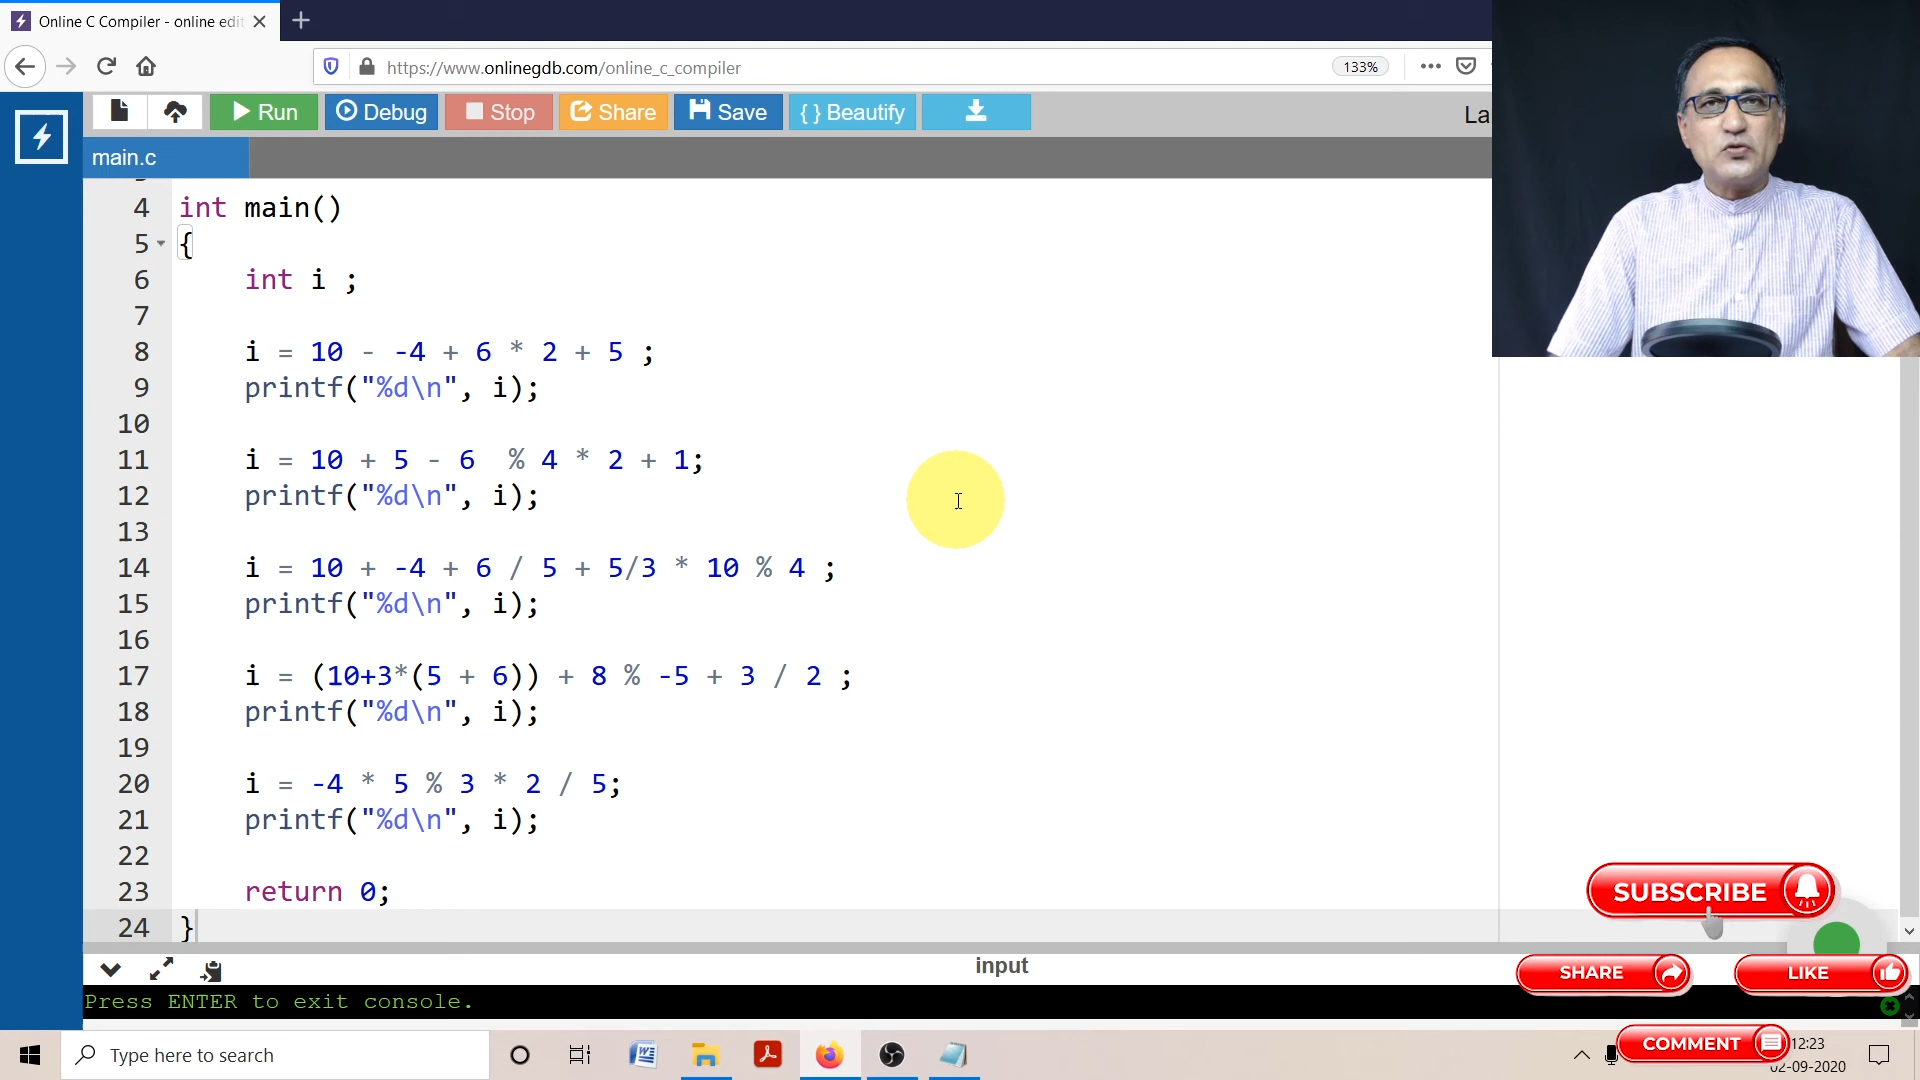 Online C Compiler - online edit
https://www.onlinegdb.com/online_c_compiler
133%
Run
Debug
Stop
Share
Save
{ } Beautify
La
main.c
4 int main()
5 {
6 int i ;
7
8 i = 10 - -4 + 6 * 2 + 5 ;
9 printf("%d\n", i);
10
11 i = 10 + 5 - 6  % 4 * 2 + 1;
12 printf("%d\n", i);
13
14 i = 10 + -4 + 6 / 5 + 5/3 * 10 % 4 ;
15 printf("%d\n", i);
16
17 i = (10+3*(5 + 6)) + 8 % -5 + 3 / 2 ;
18 printf("%d\n", i);
19
20 i = -4 * 5 % 3 * 2 / 5;
21 printf("%d\n", i);
22
23 return 0;
24 }
SUBSCRIBE
input
SHARE
LIKE
Press ENTER to exit console.
Type here to search
COMMENT
12:23
02-09-2020